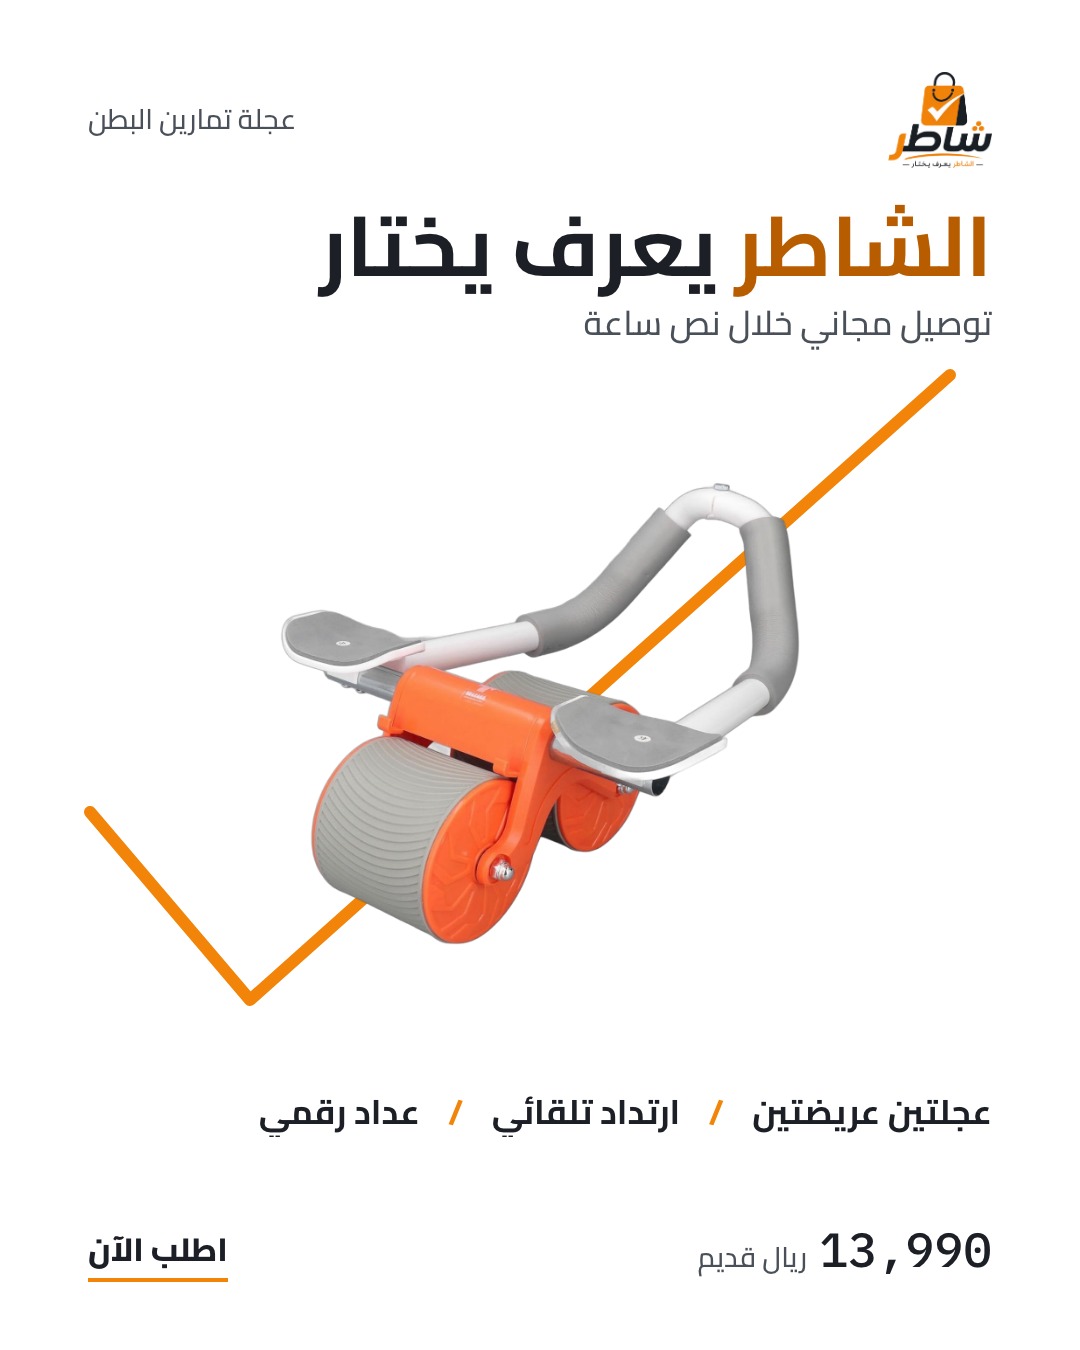 شاطر
الشاطر يعرف يختار
عجلة تمارين البطن
الشاطر يعرف يختار
توصيل مجاني خلال نص ساعة
عجلتين عريضتين / ارتداد تلقائي / عداد رقمي
13,990 ريال قديم
اطلب الآن